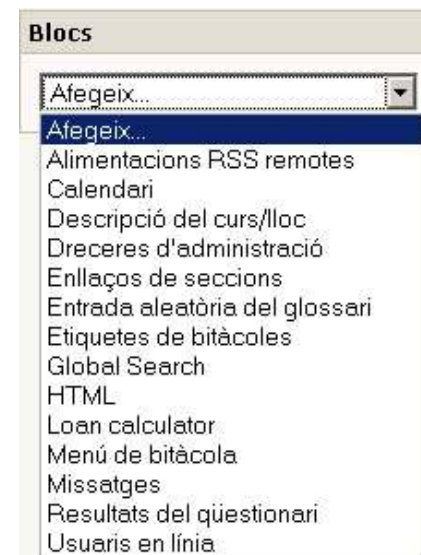 Blocs
Afegeix...
Afegeix...
Alimentacions RSS remotes
Calendari
Descripció del curs/lloc
Dreceres d'administració
Enllaços de seccions
Entrada aleatòria del glossari
Etiquetes de bitàcoles
Global Search
HTML
Loan calculator
Menú de bitàcola
Missatges
Resultats del qüestionari
Usuaris en línia